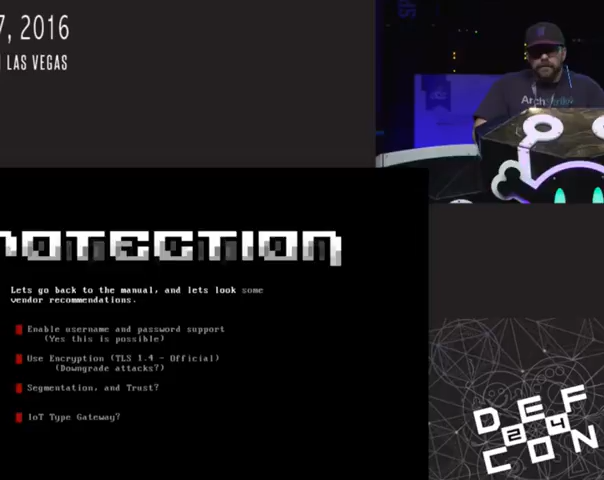 7, 2016
LAS VEGAS
Arch
OTECTION
Lets go back to the manual, and lets look some
vendor recommendations.
Enable username and password support
(Yes this is possible)
Use Encryption (TLS 1.4 - Official)
(Downgrade attacks?)
Segmentation, and Trust?
IoT Type Gateway?
DEF
24
CON